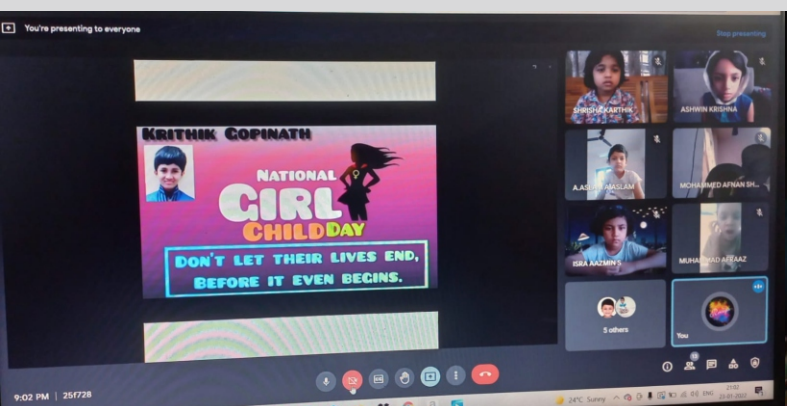 You're presenting to everyone
Stop presenting
KRITHIK GOPINATH
NATIONAL
GIRL
CHILD DAY
DON'T LET THEIR LIVES END,
BEFORE IT EVEN BEGINS.
SHRISHA KARTHIK
ASHWIN KRISHNA
MOHAMMED AFNAN SH...
ISRA AAZMIN S
5 others
You
9:02 PM | 25f728
24°C Sunny
ENG
21:02